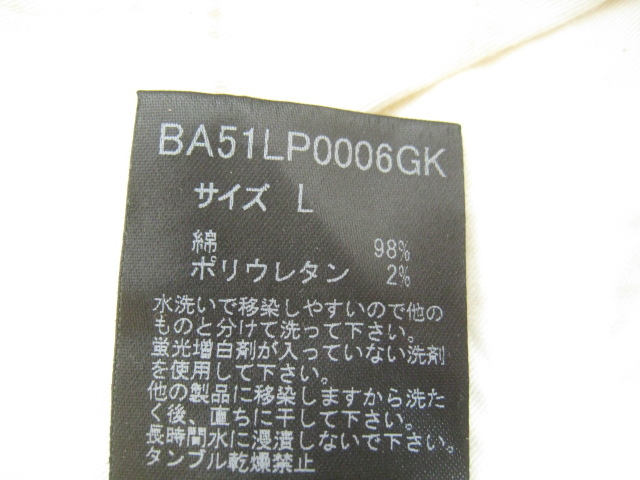 BA51LP0006GK
サイズ L
綿 98%
ポリウレタン 2%
水洗いで移染しやすいので他の
ものと分けて洗って下さい。
蛍光増白剤が入っていない洗剤
を使用して下さい。
他の製品に移染しますから洗た
く後、直ちに干して下さい。
長時間水に浸漬しないで下さい。
タンブル乾燥禁止